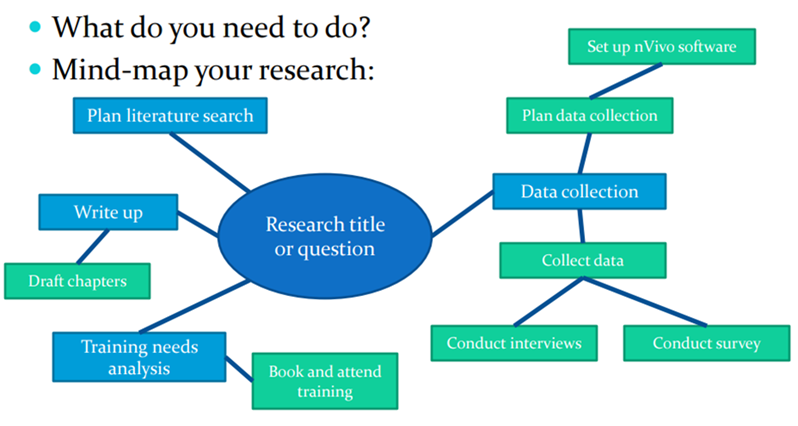 What do you need to do?
Mind-map your research:
Set up nVivo software
Plan literature search
Plan data collection
Write up
Research title
or question
Data collection
Draft chapters
Collect data
Training needs
analysis
Book and attend
training
Conduct interviews
Conduct survey